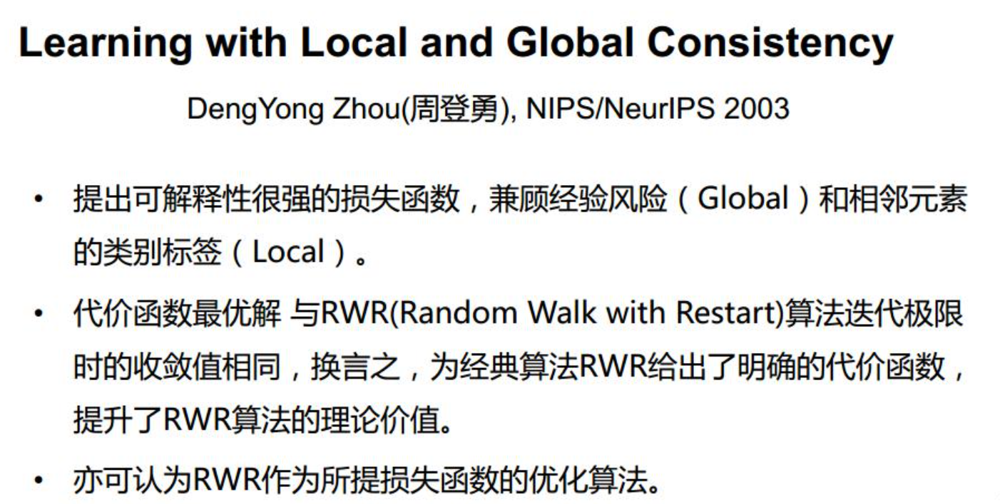 Learning with Local and Global Consistency
DengYong Zhou(周登勇), NIPS/NeurIPS 2003
• 提出可解释性很强的损失函数，兼顾经验风险（Global）和相邻元素
的类别标签（Local）。
• 代价函数最优解 与RWR(Random Walk with Restart)算法迭代极限
时的收敛值相同，换言之，为经典算法RWR给出了明确的代价函数，
提升了RWR算法的理论价值。
• 亦可认为RWR作为所提损失函数的优化算法。